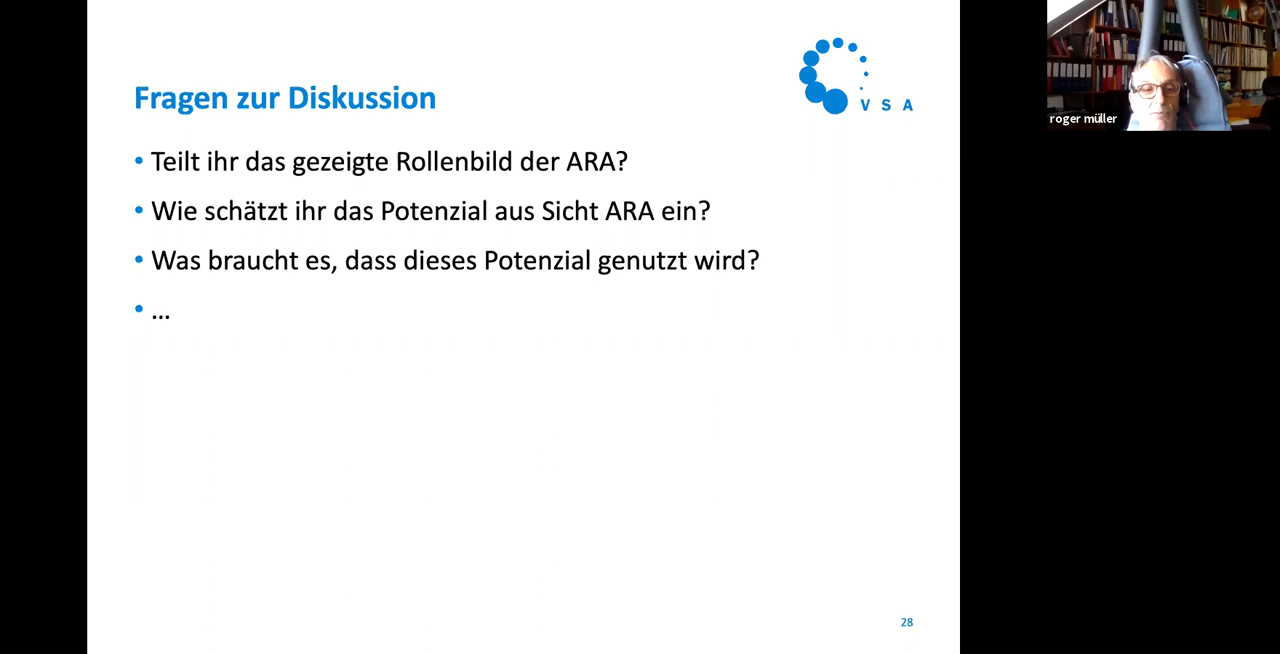 Fragen zur Diskussion
VSA
• Teilt ihr das gezeigte Rollenbild der ARA?
• Wie schätzt ihr das Potenzial aus Sicht ARA ein?
• Was braucht es, dass dieses Potenzial genutzt wird?
• ...
28
roger müller